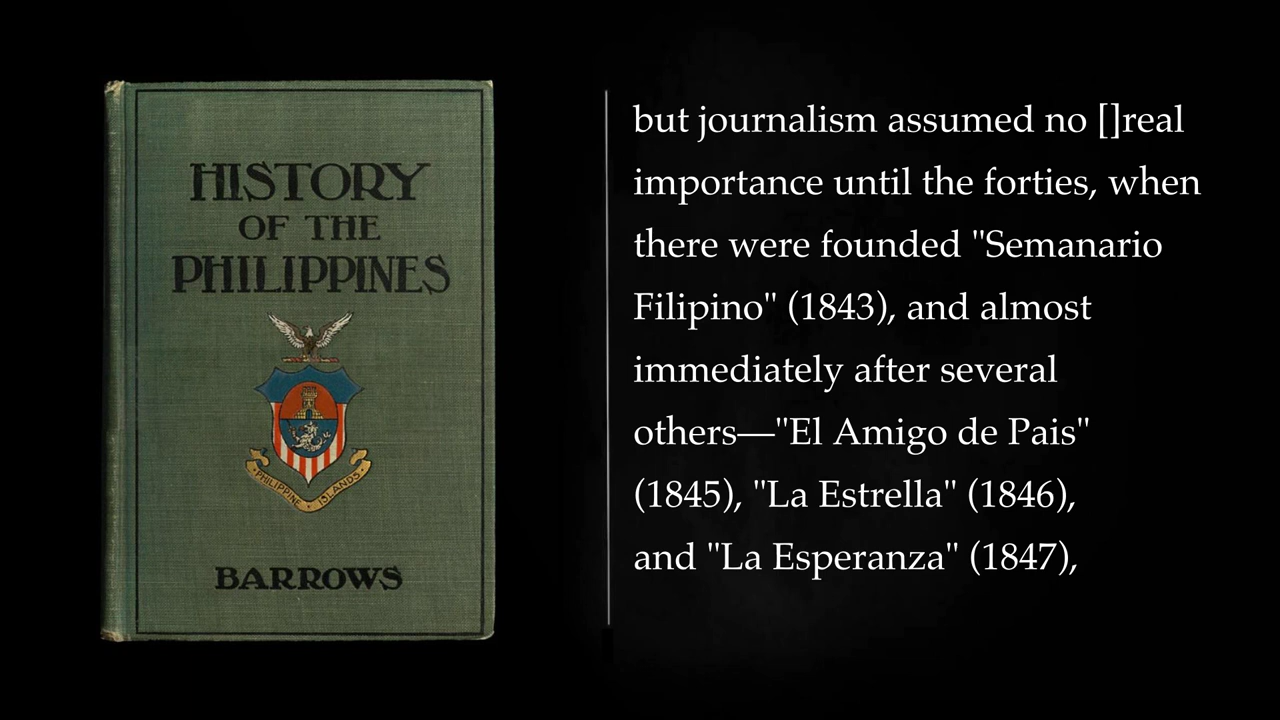 HISTORY
OF THE
PHILIPPINES
PHILIPPINE ISLANDS
BARROWS
but journalism assumed no []real
importance until the forties, when
there were founded "Semanario
Filipino" (1843), and almost
immediately after several
others—"El Amigo de Pais"
(1845), "La Estrella" (1846),
and "La Esperanza" (1847),